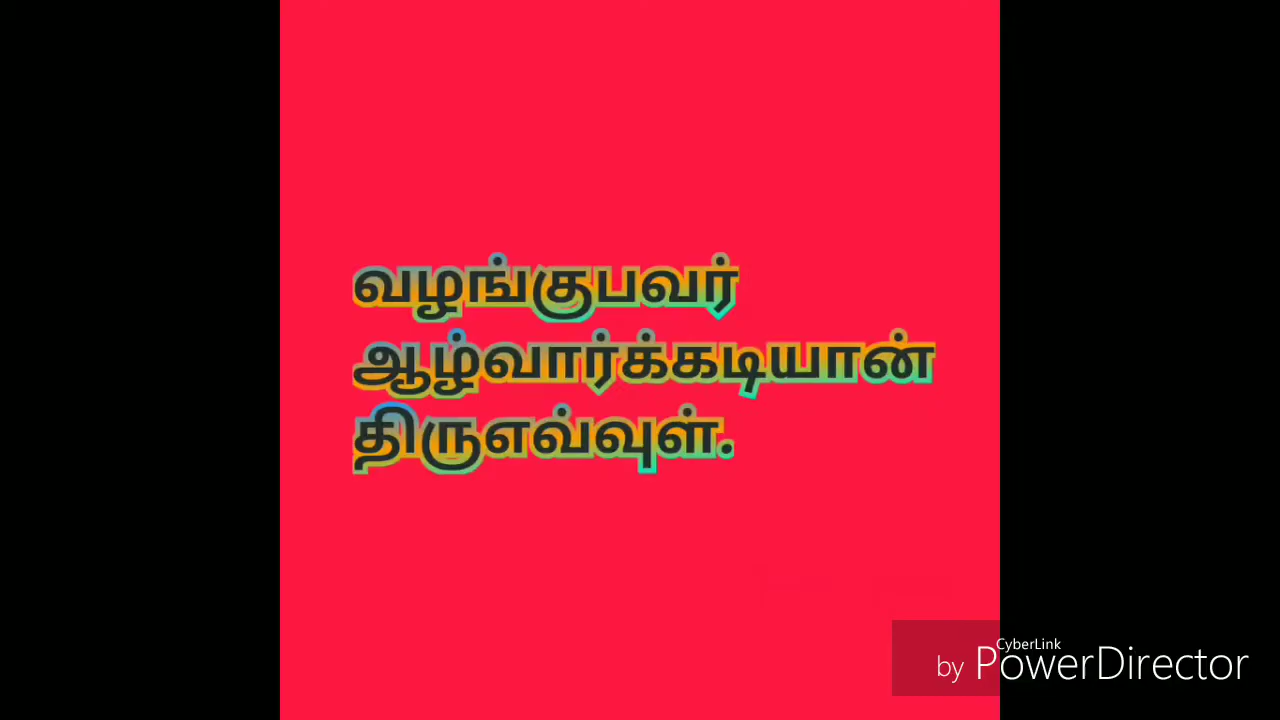 வழங்குபவர்
ஆழ்வார்க்கடியான்
திருஎவ்வுள்.
CyberLink
by PowerDirector